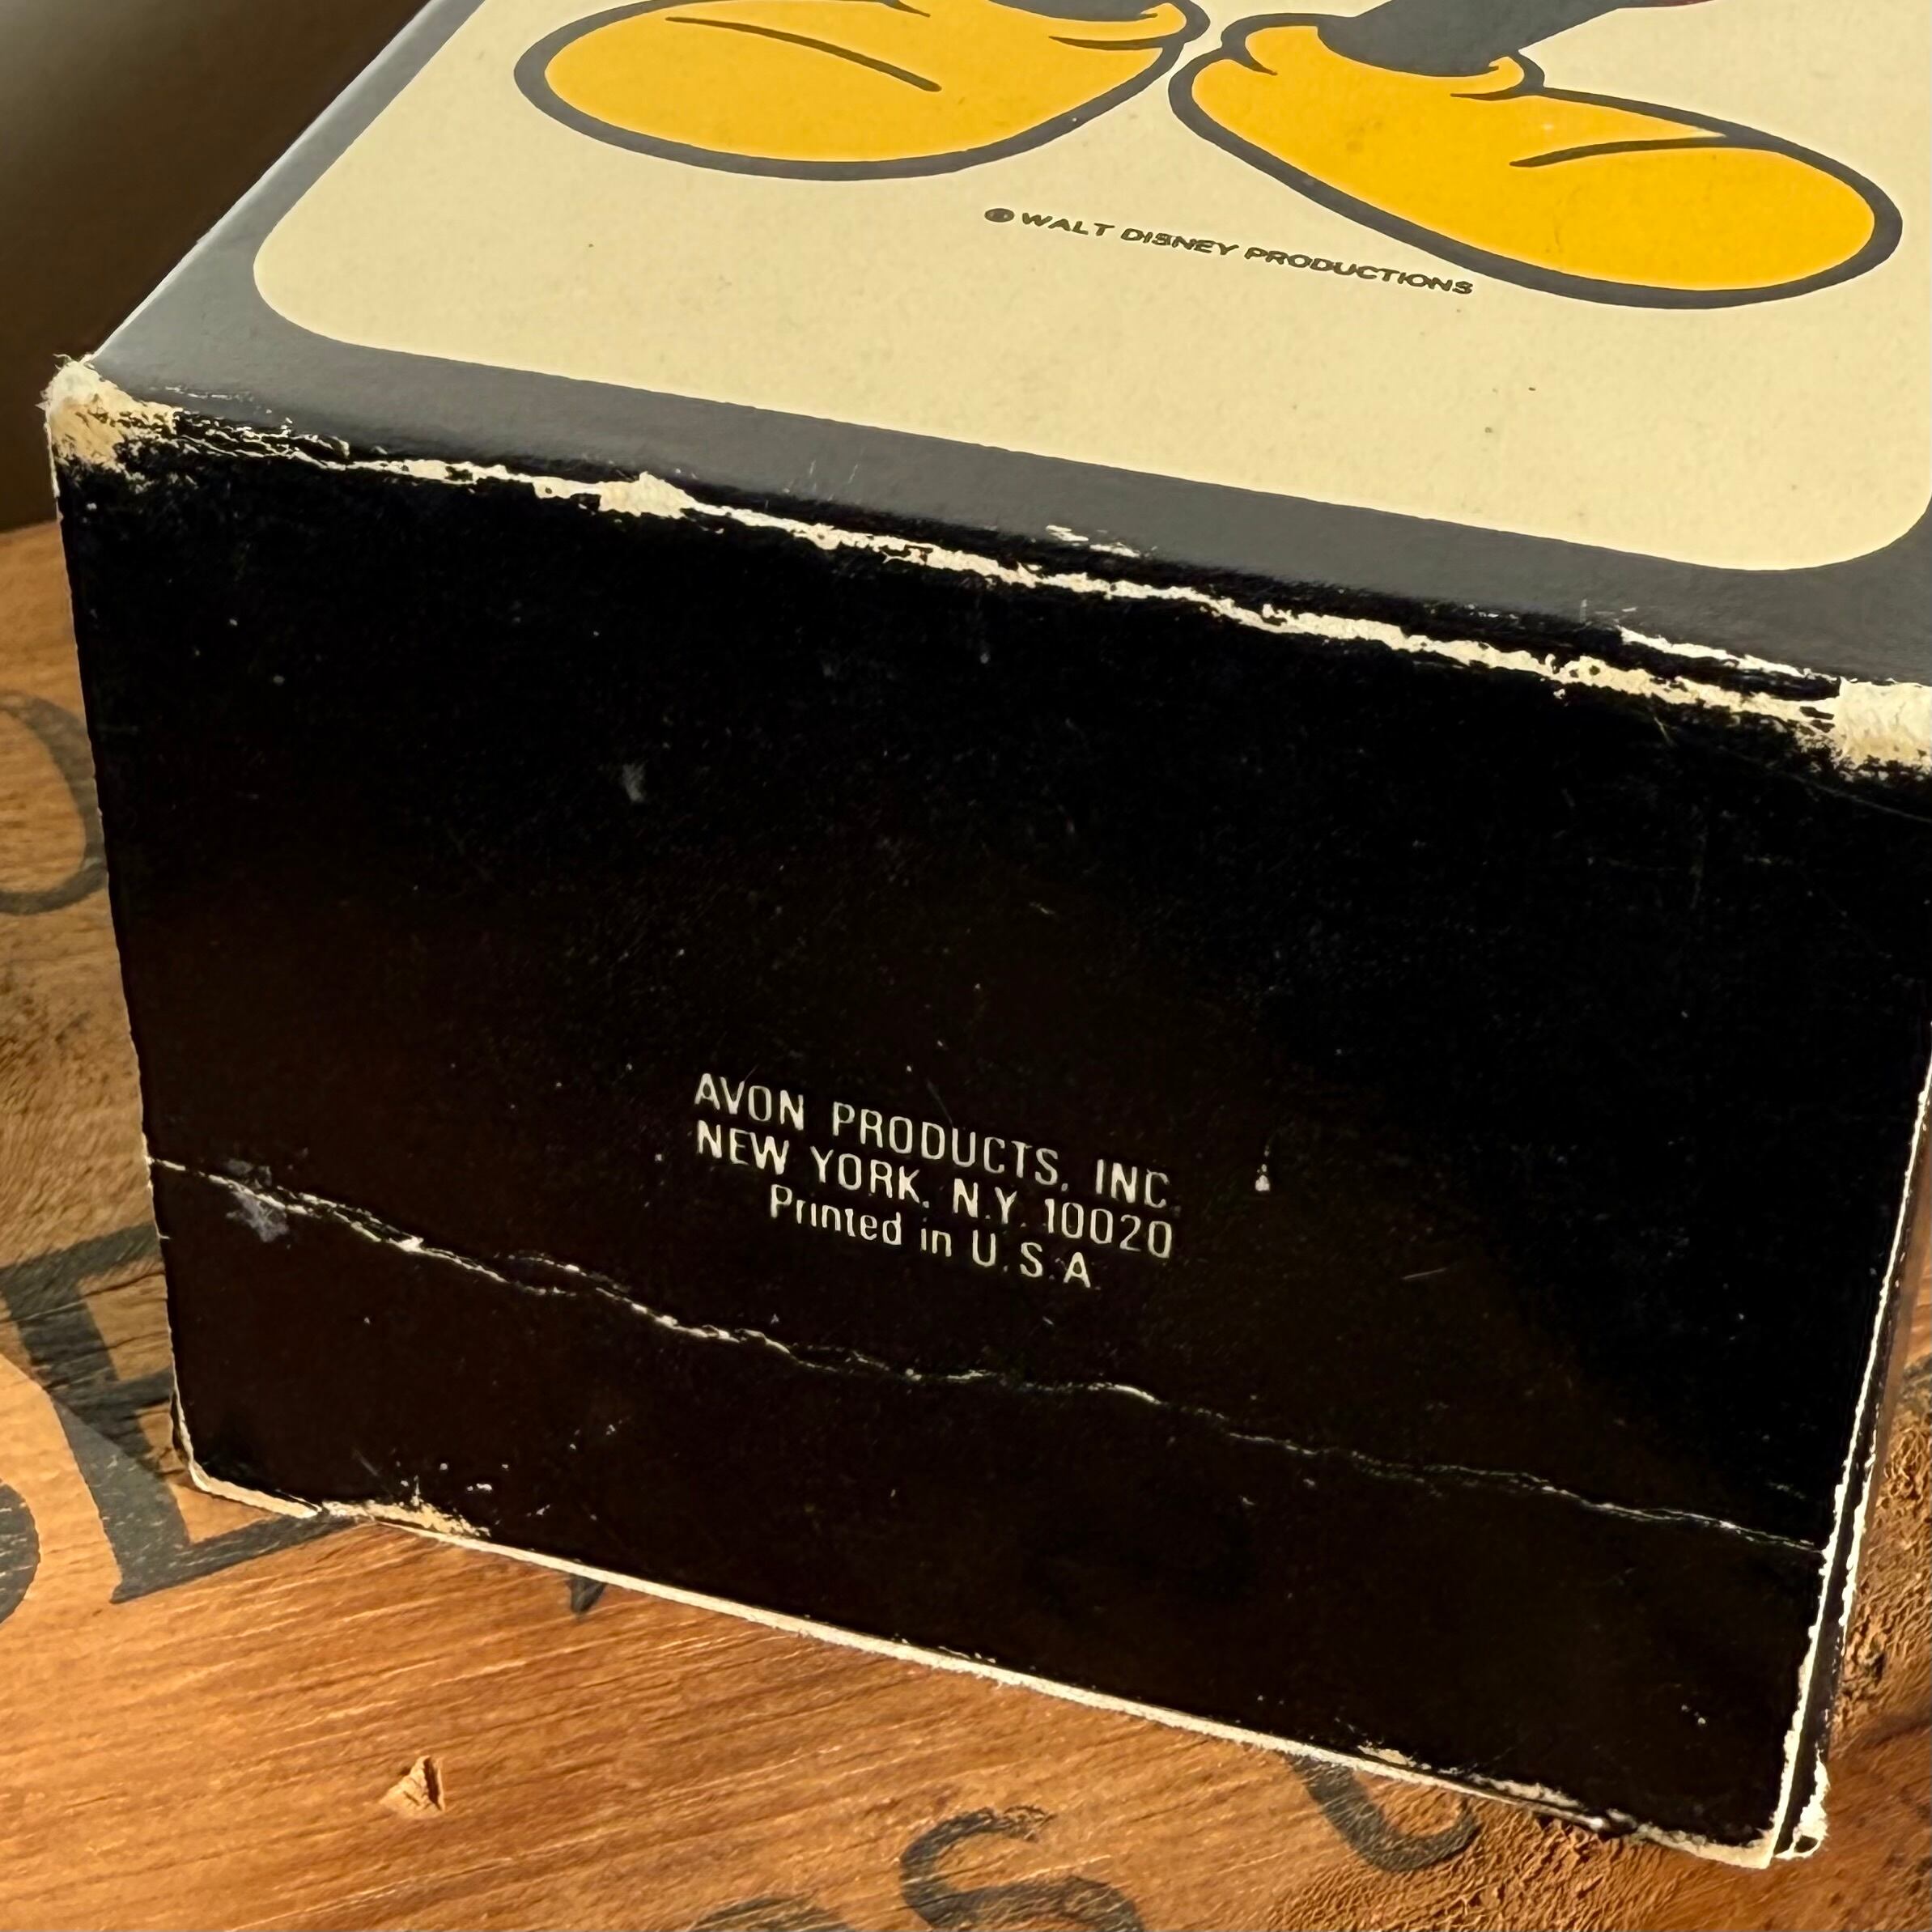 © WALT DISNEY PRODUCTIONS
AVON PRODUCTS, INC.
NEW YORK, N.Y. 10020
Printed in U.S.A